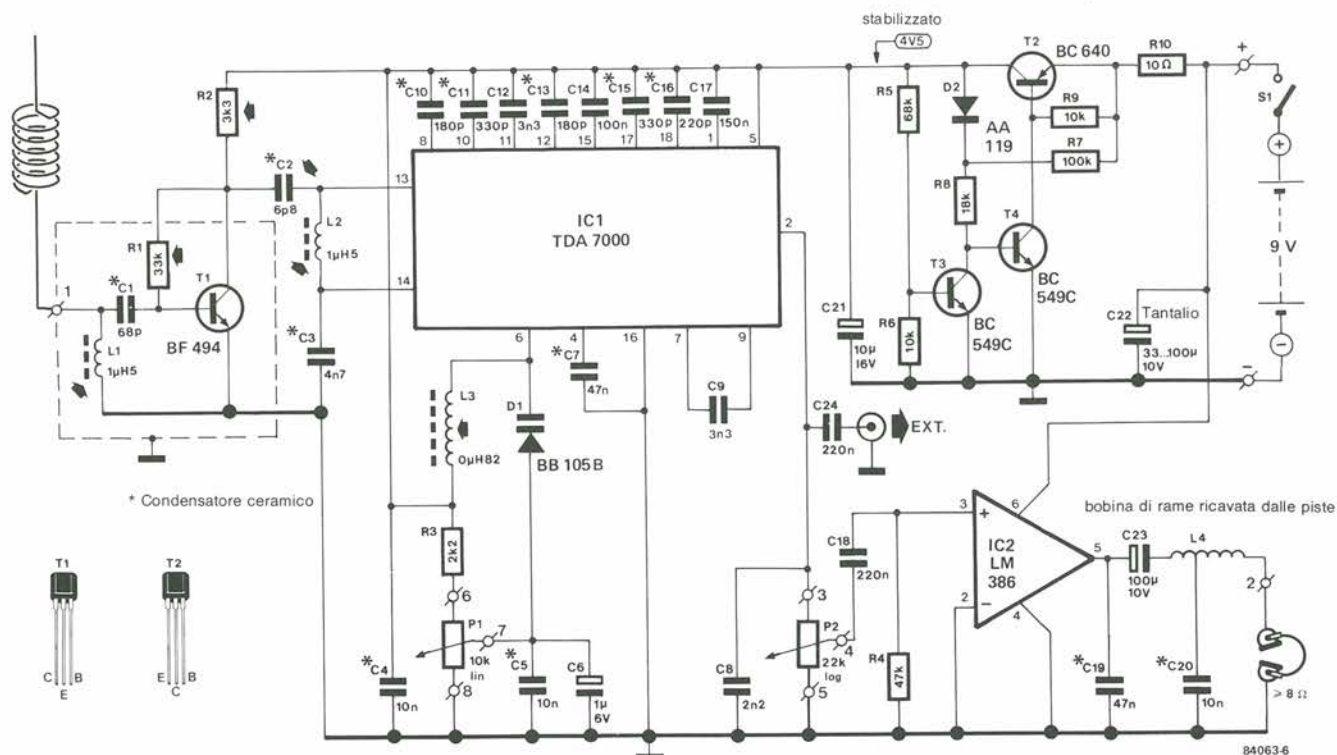 stabilizzato
4V5
T2
BC 640
R10
10 Ω
+
S1
+
9 V
−
−
R2
3k3
*C10
180p
*C11
330p
C12
3n3
*C13
180p
C14
100n
*C15
330p
*C16
220p
C17
150n
8
10
11
12
15
17
18
1
5
R5
68k
D2
AA
119
R9
10k
R7
100k
R8
18k
T4
BC
549C
T3
BC
549C
R6
10k
C21
10µ
16V
C22
Tantalio
33...100µ
10V
*C2
6p8
13
L2
1µH5
14
IC1
TDA 7000
2
6
4
16
7
9
R1
33k
T1
BF 494
1
*C1
68p
L1
1µH5
*C3
4n7
*C7
47n
C9
3n3
L3
0µH82
D1
BB 105B
C24
220n
EXT.
* Condensatore ceramico
T1
C
E
B
T2
E
C
B
R3
2k2
6
P1
10k
lin
7
8
*C4
10n
*C5
10n
C6
1µ
6V
C8
2n2
3
P2
22k
log
4
5
C18
220n
R4
47k
3
+
2
−
IC2
LM
386
6
5
4
bobina di rame ricavata dalle piste
C23
100µ
10V
L4
2
*C19
47n
*C20
10n
≥ 8 Ω
84063-6